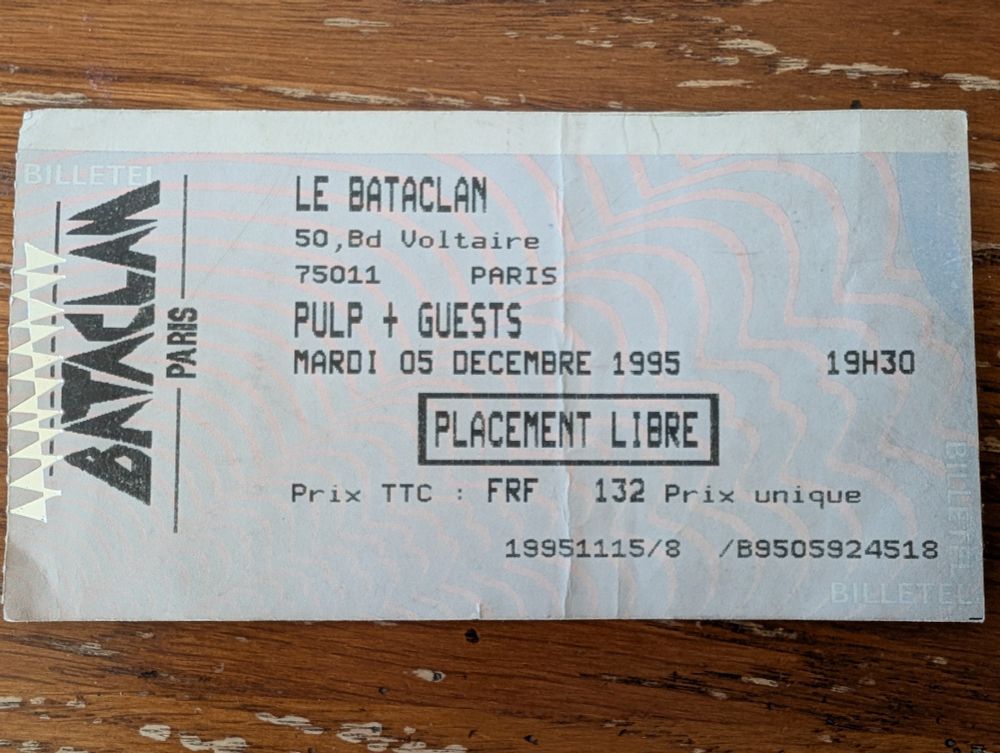 BILLETEL
BATACLAN
PARIS
LE BATACLAN
50,Bd Voltaire
75011 PARIS
PULP + GUESTS
MARDI 05 DECEMBRE 1995 19H30
PLACEMENT LIBRE
Prix TTC : FRF 132 Prix unique
19951115/8 /B9505924518
BILLETEL
BILLETEL